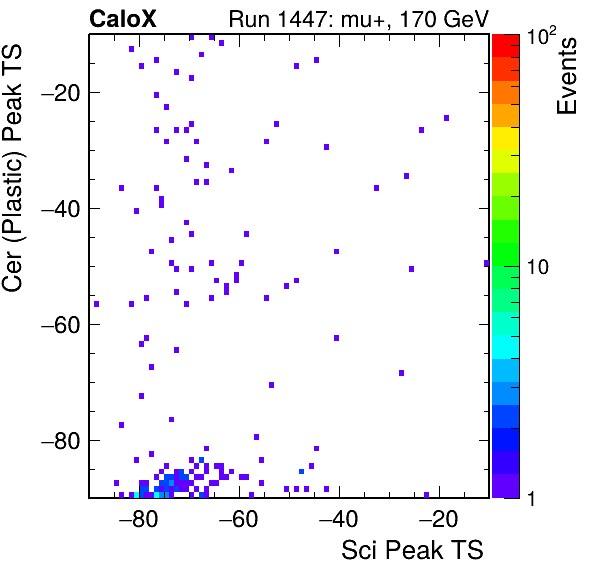 CaloX Run 1447: mu+, 170 GeV
Cer (Plastic) Peak TS
−20
−40
−60
−80
−80 −60 −40 −20
Sci Peak TS
10²
10
1
Events